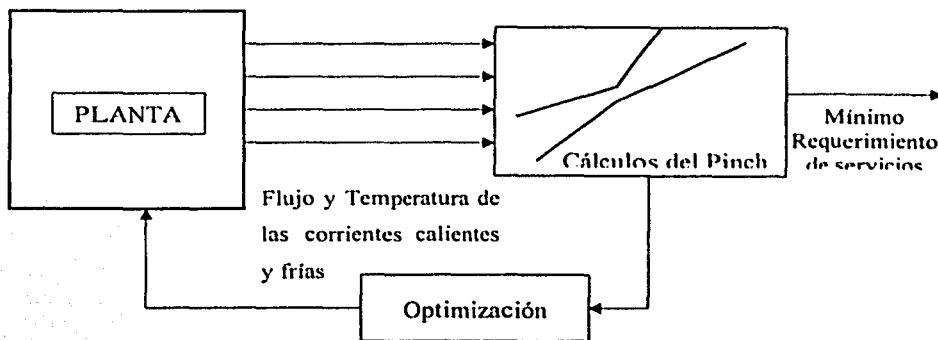 PLANTA
Cálculos del Pinch
Mínimo
Requerimiento
de servicios
Flujo y Temperatura de
las corrientes calientes
y frías
Optimización